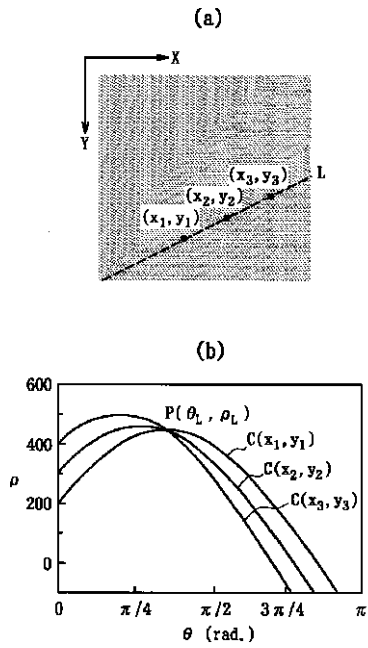 (a)
X
Y
L
(x₃,y₃)
(x₂,y₂)
(x₁,y₁)
(b)
600
400
200
0
ρ
P(θL, ρL)
C(x₁,y₁)
C(x₂,y₂)
C(x₃,y₃)
0 π/4 π/2 3π/4 π
θ (rad.)